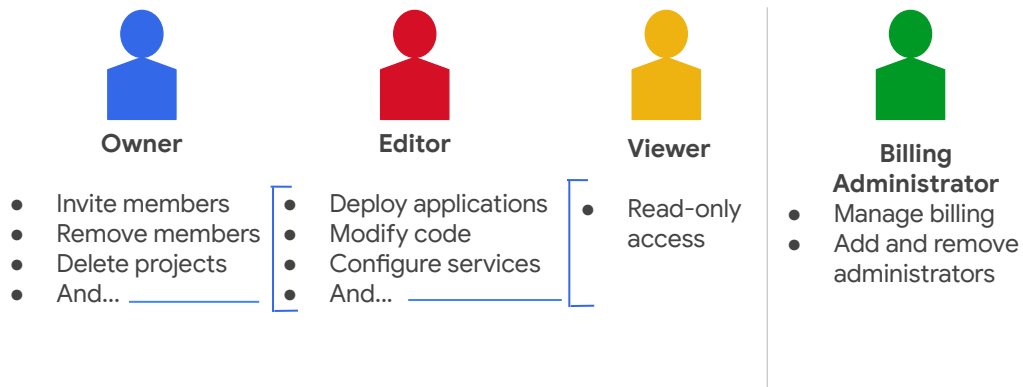 Owner
● Invite members
● Remove members
● Delete projects
● And...
Editor
● Deploy applications
● Modify code
● Configure services
● And...
Viewer
● Read-only
access
Billing
Administrator
● Manage billing
● Add and remove
administrators